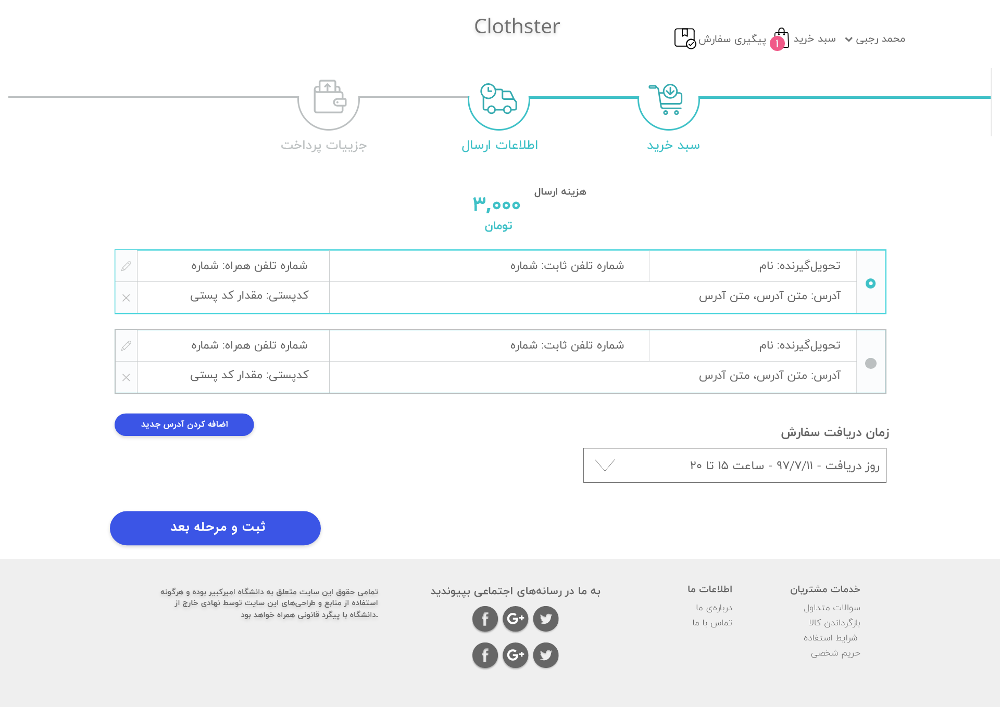 Clothster
محمد رجبی
سبد خرید
۱
پیگیری سفارش
سبد خرید
اطلاعات ارسال
جزییات پرداخت
هزینه ارسال
۳,۰۰۰
تومان
تحویل‌گیرنده: نام
شماره تلفن ثابت: شماره
شماره تلفن همراه: شماره
آدرس: متن آدرس، متن آدرس
کدپستی: مقدار کد پستی
تحویل‌گیرنده: نام
شماره تلفن ثابت: شماره
شماره تلفن همراه: شماره
آدرس: متن آدرس، متن آدرس
کدپستی: مقدار کد پستی
اضافه کردن آدرس جدید
زمان دریافت سفارش
روز دریافت - ۹۷/۷/۱۱ - ساعت ۱۵ تا ۲۰
ثبت و مرحله بعد
خدمات مشتریان
سوالات متداول
بازگرداندن کالا
شرایط استفاده
حریم شخصی
اطلاعات ما
درباره‌ی ما
تماس با ما
به ما در رسانه‌های اجتماعی بپیوندید
تمامی حقوق این سایت متعلق به دانشگاه امیرکبیر بوده و هرگونه
استفاده از منابع و طراحی‌های این سایت توسط نهادی خارج از
دانشگاه با پیگرد قانونی همراه خواهد بود.